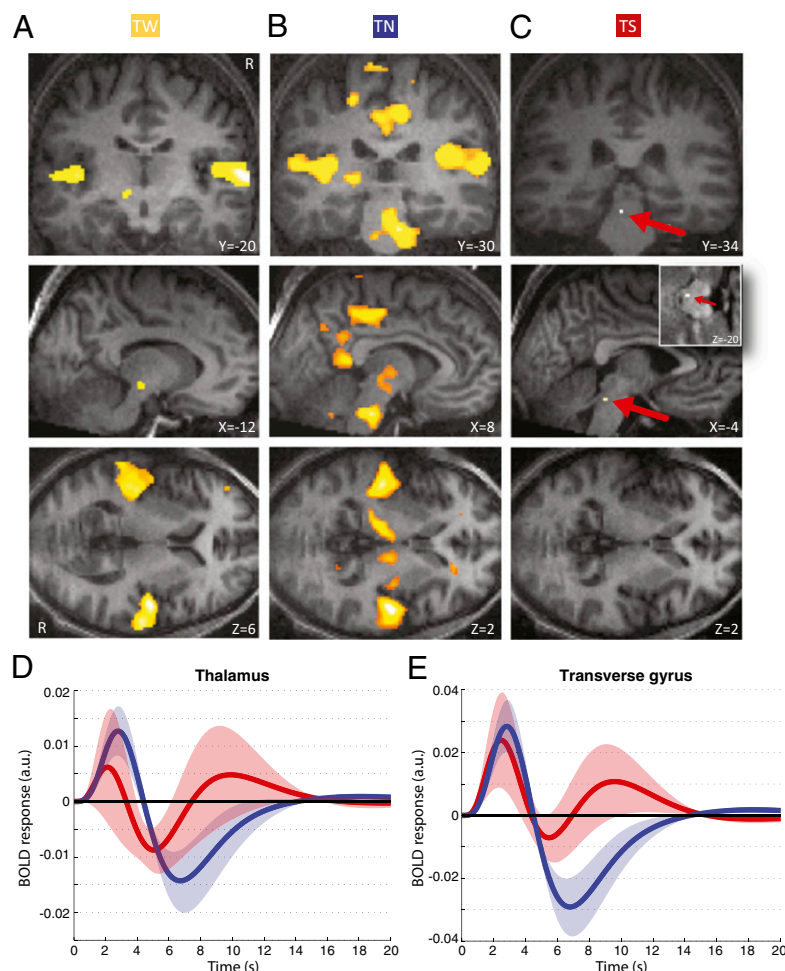 A TW B TN C TS
R
Y=-20 Y=-30 Y=-34
Z=-20
X=-12 X=8 X=-4
R Z=6 Z=2 Z=2
D E
Thalamus Transverse gyrus
BOLD response (a.u.) BOLD response (a.u.)
0.02 0.04
0.01 0.02
0 0
-0.01 -0.02
-0.02 -0.04
0 2 4 6 8 10 12 14 16 18 20 0 2 4 6 8 10 12 14 16 18 20
Time (s) Time (s)